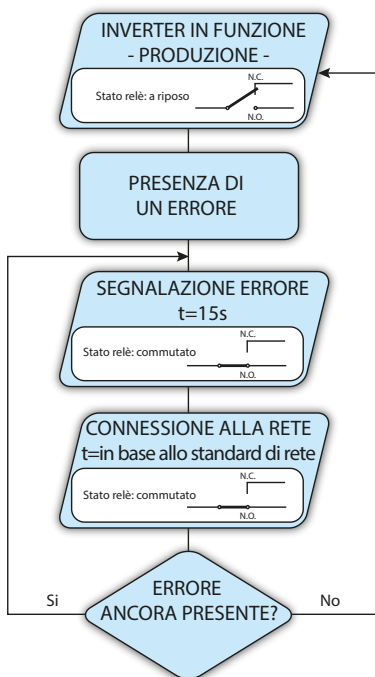 INVERTER IN FUNZIONE
- PRODUZIONE -
N.C.
Stato relè: a riposo
N.O.
PRESENZA DI
UN ERRORE
SEGNALAZIONE ERRORE
t=15s
N.C.
Stato relè: commutato
N.O.
CONNESSIONE ALLA RETE
t=in base allo standard di rete
N.C.
Stato relè: commutato
N.O.
ERRORE
ANCORA PRESENTE?
Si
No